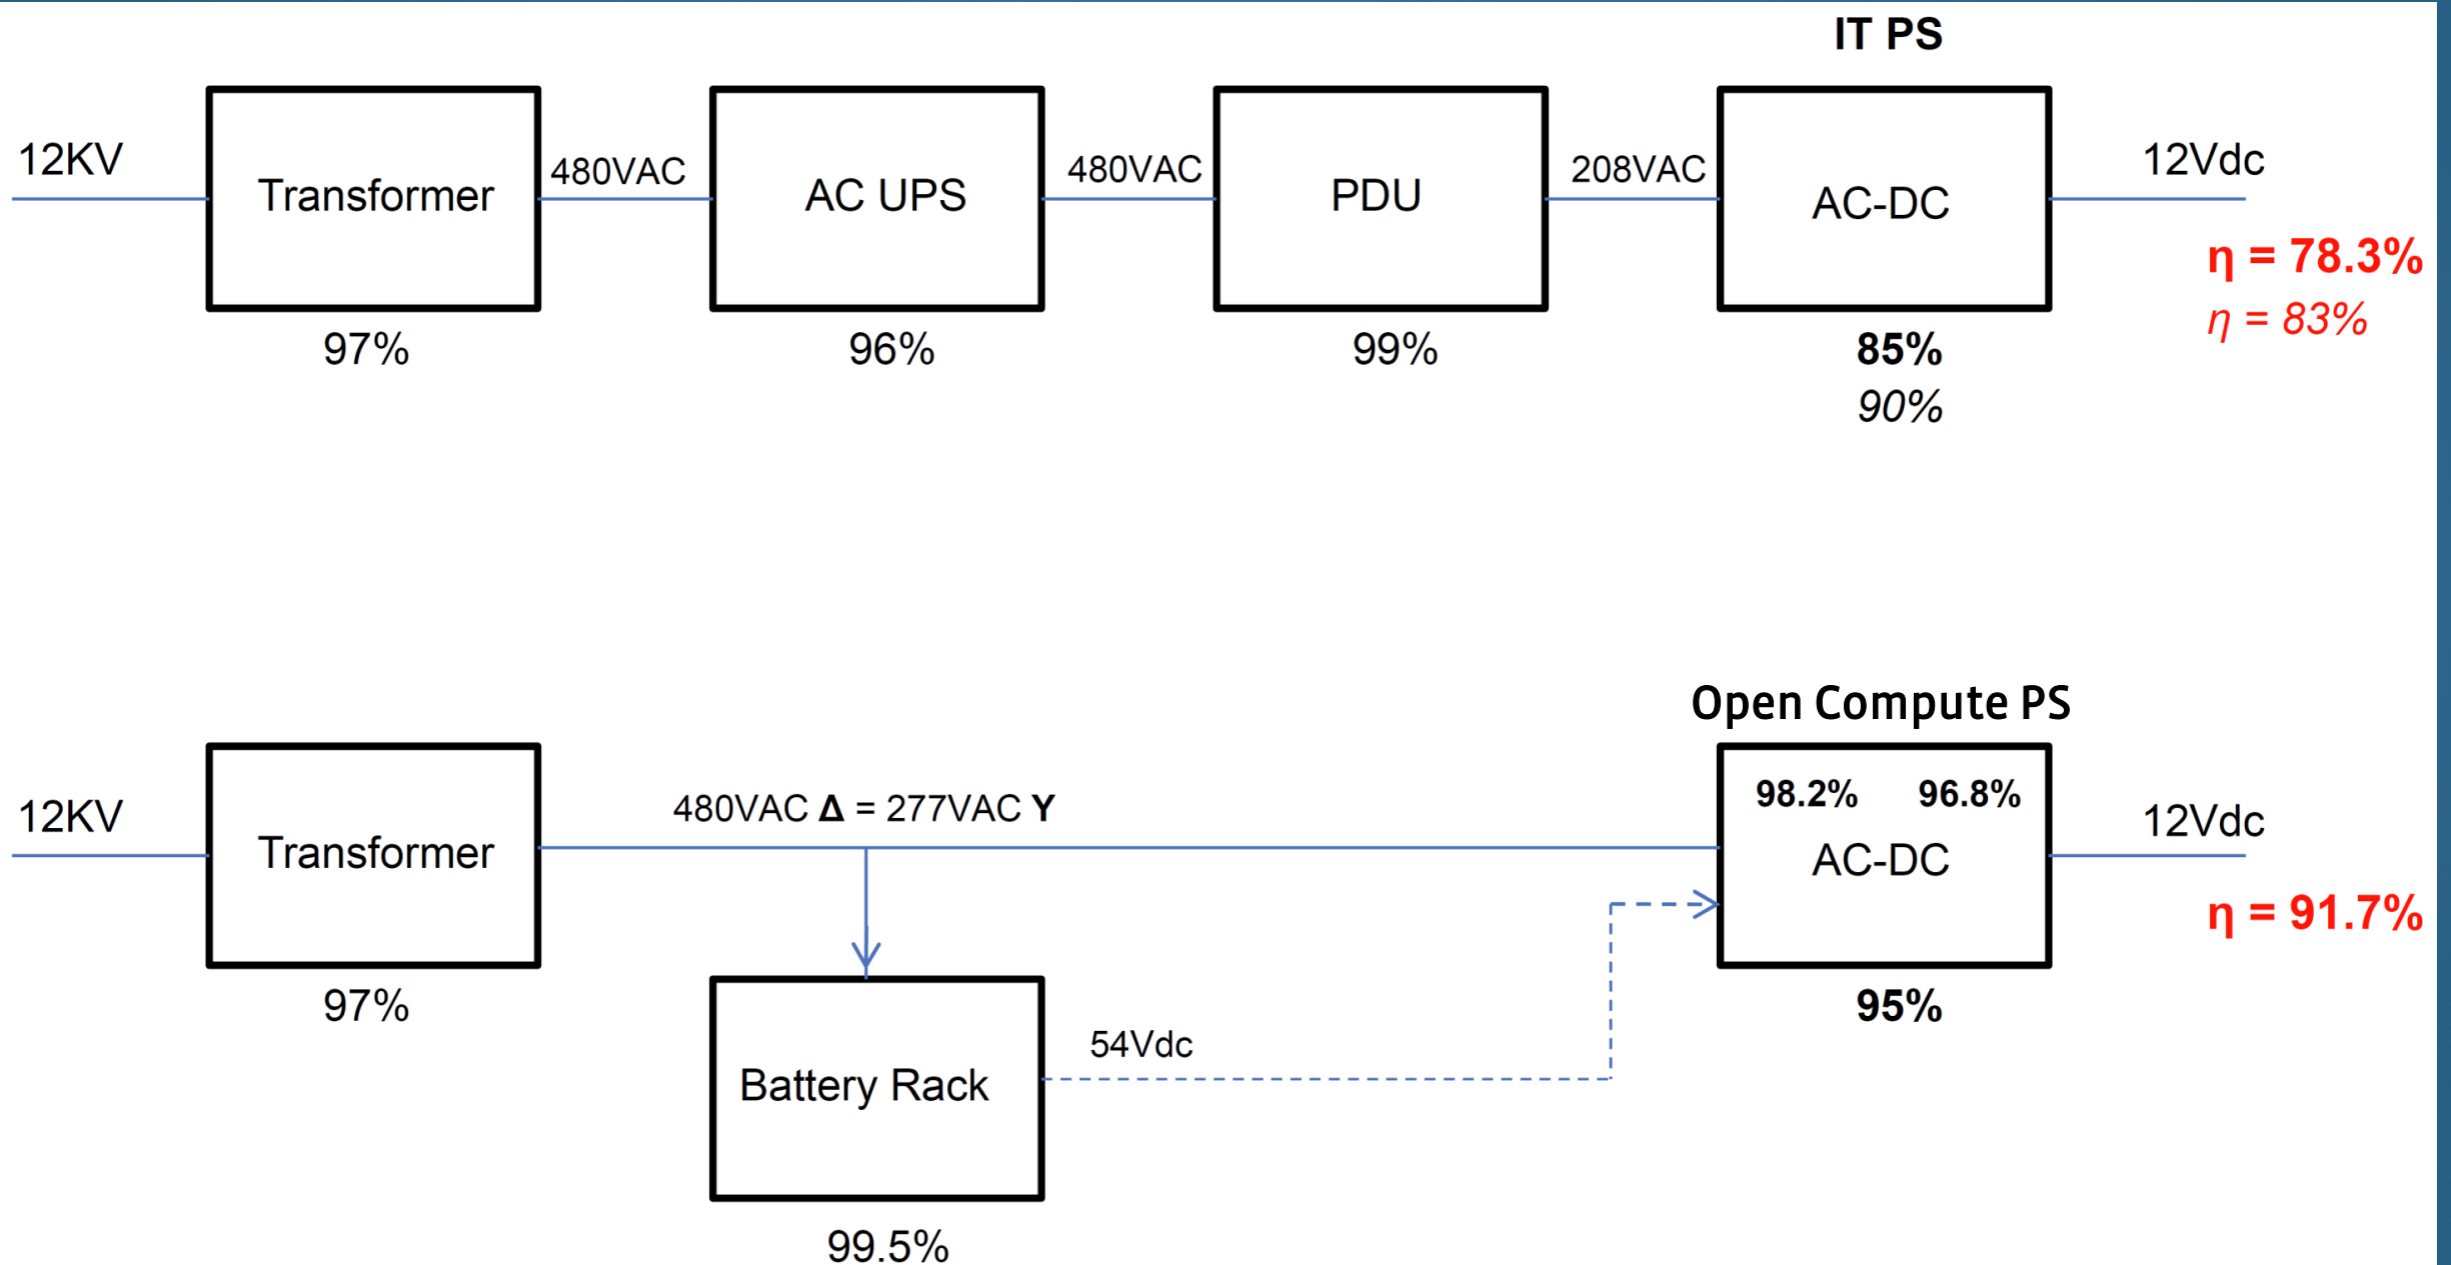 IT PS
12KV
Transformer
480VAC
AC UPS
480VAC
PDU
208VAC
AC-DC
12Vdc
η = 78.3%
η = 83%
97%
96%
99%
85%
90%
Open Compute PS
12KV
Transformer
480VAC Δ = 277VAC Y
98.2% 96.8%
AC-DC
12Vdc
η = 91.7%
97%
95%
Battery Rack
54Vdc
99.5%